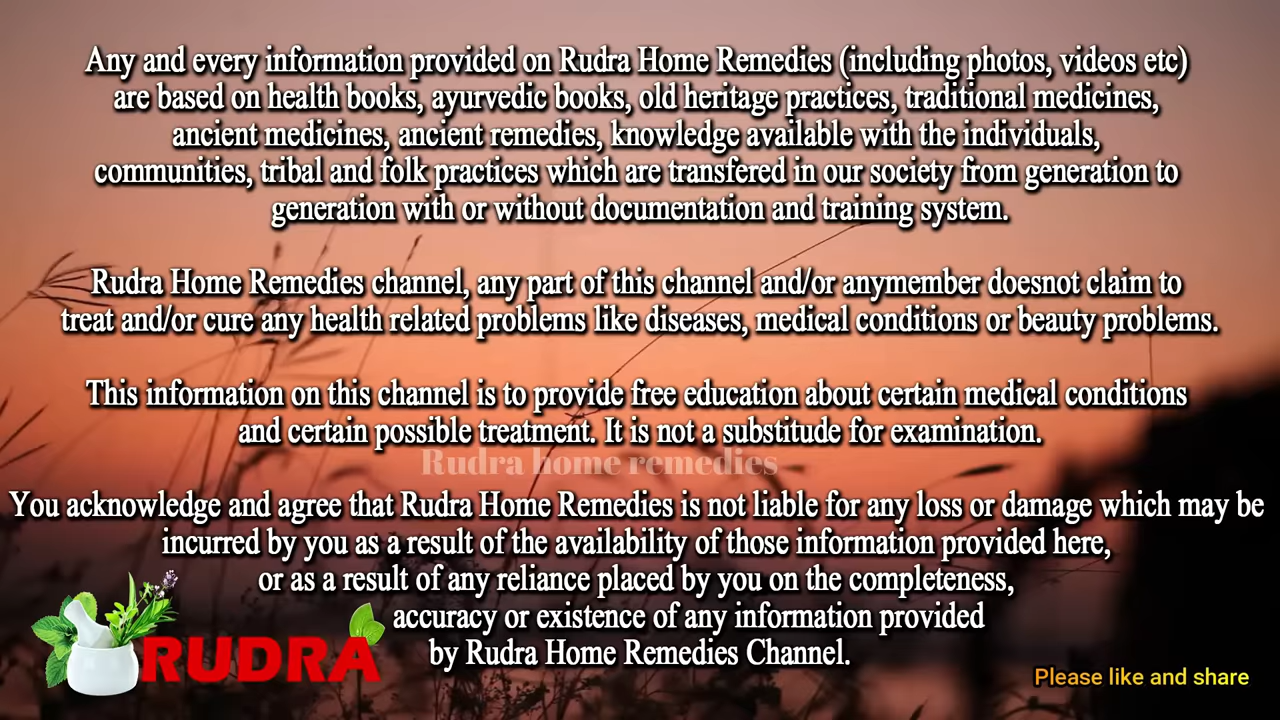 Any and every information provided on Rudra Home Remedies (including photos, videos etc)
are based on health books, ayurvedic books, old heritage practices, traditional medicines,
ancient medicines, ancient remedies, knowledge available with the individuals,
communities, tribal and folk practices which are transfered in our society from generation to
generation with or without documentation and training system.
Rudra Home Remedies channel, any part of this channel and/or anymember doesnot claim to
treat and/or cure any health related problems like diseases, medical conditions or beauty problems.
This information on this channel is to provide free education about certain medical conditions
and certain possible treatment. It is not a substitude for examination.
Rudra home remedies
You acknowledge and agree that Rudra Home Remedies is not liable for any loss or damage which may be
incurred by you as a result of the availability of those information provided here,
or as a result of any reliance placed by you on the completeness,
accuracy or existence of any information provided
by Rudra Home Remedies Channel.
RUDRA
Please like and share